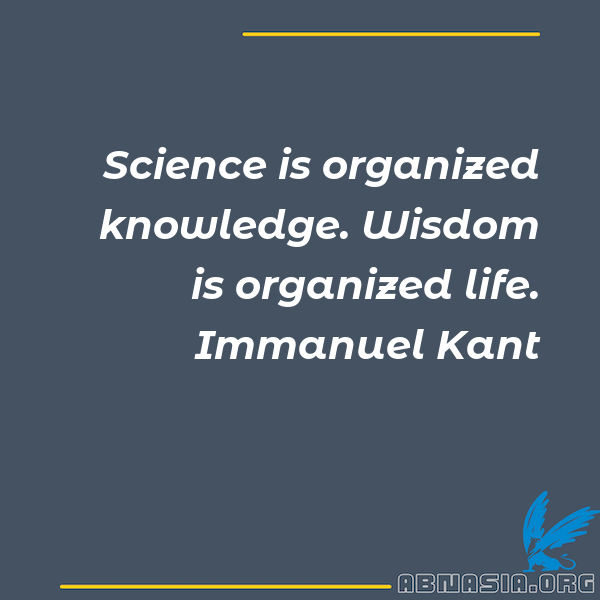 Science is organized
knowledge. Wisdom
is organized life.
Immanuel Kant
ABNASIA.ORG